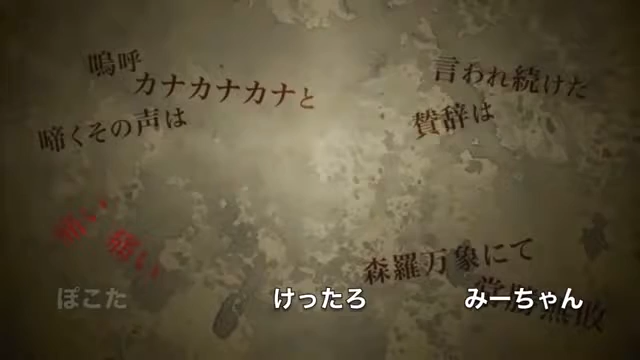 嗚呼
カナカナカナと
啼くその声は
言われ続けた
賛辞は
森羅万象にて
ぽこた
けったろ
みーちゃん